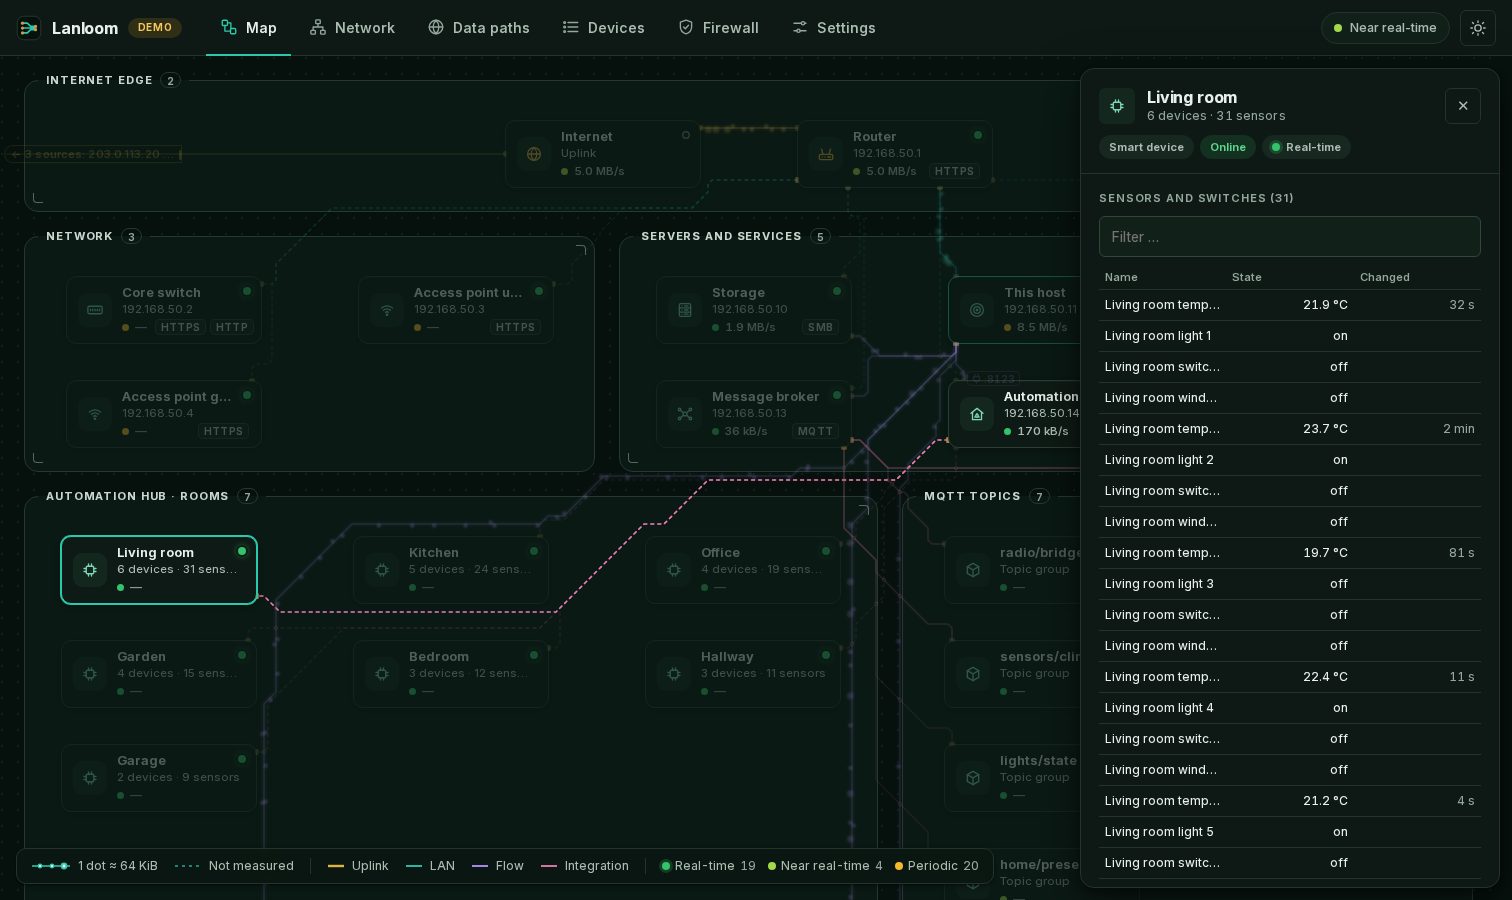 Lanloom DEMO Map Network Data paths Devices Firewall Settings Near real-time
INTERNET EDGE 2
← 3 sources: 203.0.113.20
Internet
Uplink
5.0 MB/s
Router
192.168.50.1
5.0 MB/s HTTPS
NETWORK 3
Core switch
192.168.50.2
— HTTPS HTTP
Access point u...
192.168.50.3
— HTTPS
Access point g...
192.168.50.4
— HTTPS
SERVERS AND SERVICES 5
Storage
192.168.50.10
1.9 MB/s SMB
This host
192.168.50.11
8.5 MB/s
Message broker
192.168.50.13
36 kB/s MQTT
8123
Automation
192.168.50.14
170 kB/s
AUTOMATION HUB · ROOMS 7
Living room
6 devices · 31 sens...
—
Kitchen
5 devices · 24 sens...
—
Office
4 devices · 19 sens...
—
Garden
4 devices · 15 sens...
—
Bedroom
3 devices · 12 sens...
—
Hallway
3 devices · 11 sensors
—
Garage
2 devices · 9 sensors
—
MQTT TOPICS 7
radio/bridge
Topic group
—
sensors/clim
Topic group
—
lights/state
Topic group
—
home/prese
Topic group
1 dot ≈ 64 KiB Not measured Uplink LAN Flow Integration Real-time 19 Near real-time 4 Periodic 20
Living room
6 devices · 31 sensors
Smart device Online Real-time
SENSORS AND SWITCHES (31)
Filter ...
Name State Changed
Living room temp... 21.9 °C 32 s
Living room light 1 on
Living room switc... off
Living room wind... off
Living room temp... 23.7 °C 2 min
Living room light 2 on
Living room switc... off
Living room wind... off
Living room temp... 19.7 °C 81 s
Living room light 3 off
Living room switc... off
Living room wind... off
Living room temp... 22.4 °C 11 s
Living room light 4 on
Living room switc... off
Living room wind... off
Living room temp... 21.2 °C 4 s
Living room light 5 on
Living room switc... off